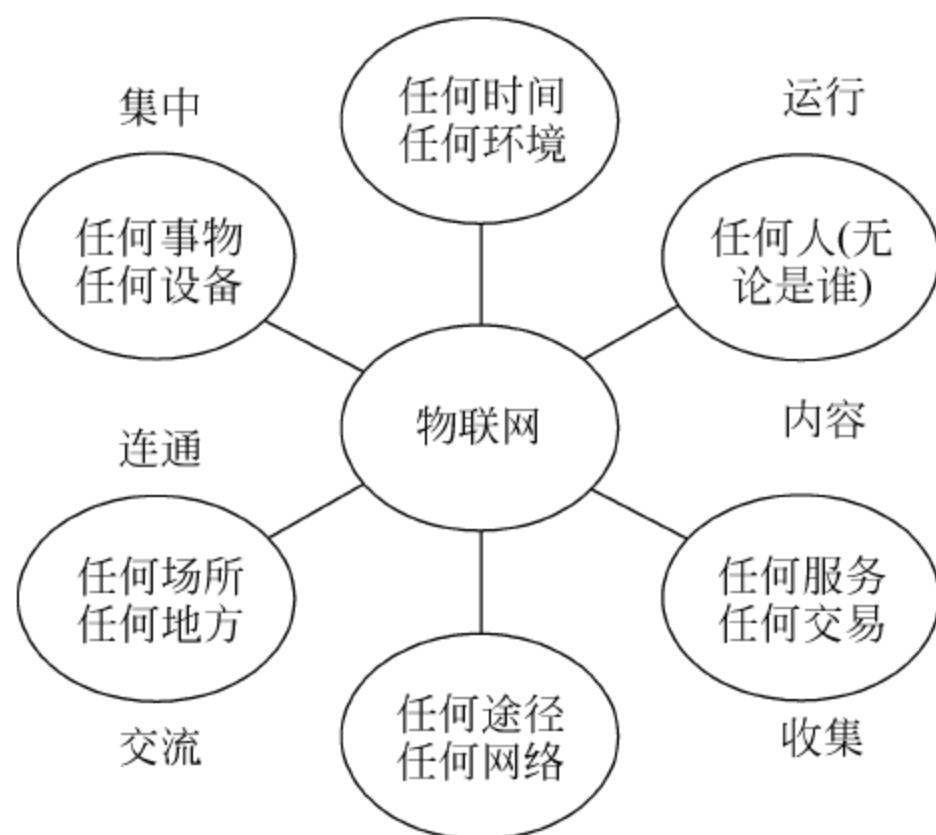 集中
任何时间
任何环境
运行
任何事物
任何设备
任何人(无
论是谁)
物联网
连通
内容
任何场所
任何地方
任何服务
任何交易
交流
任何途径
任何网络
收集